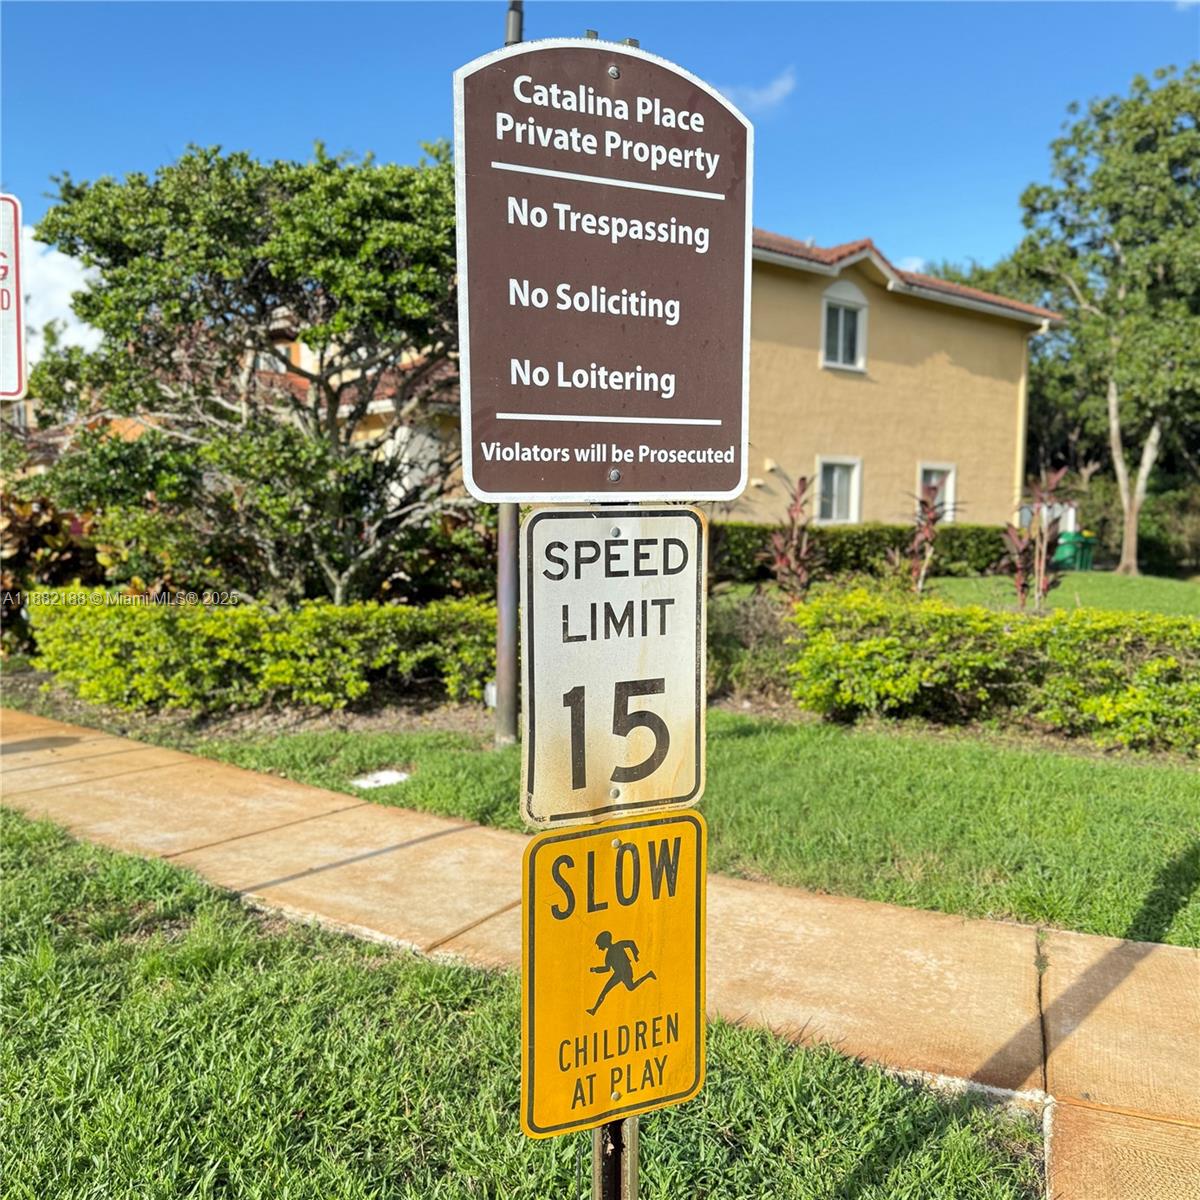 Catalina Place
Private Property
No Trespassing
No Soliciting
No Loitering
Violators will be Prosecuted
SPEED
LIMIT
15
SLOW
CHILDREN
AT PLAY
G
D
A11882188 © Miami MLS® 2025